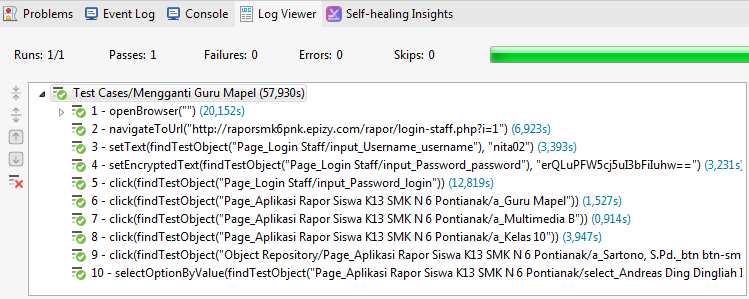 Problems Event Log Console Log Viewer Self-healing Insights
Runs: 1/1 Passes: 1 Failures: 0 Errors: 0 Skips: 0
Test Cases/Mengganti Guru Mapel (57,930s)
1 - openBrowser("") (20,152s)
2 - navigateToUrl("http://raporsmk6pnk.epizy.com/rapor/login-staff.php?i=1") (6,923s)
3 - setText(findTestObject("Page_Login Staff/input_Username_username"), "nita02") (3,393s)
4 - setEncryptedText(findTestObject("Page_Login Staff/input_Password_password"), "erQLuPFW5cj5uI3bFiIuhw==") (3,231s)
5 - click(findTestObject("Page_Login Staff/input_Password_login")) (12,819s)
6 - click(findTestObject("Page_Aplikasi Rapor Siswa K13 SMK N 6 Pontianak/a_Guru Mapel")) (1,527s)
7 - click(findTestObject("Page_Aplikasi Rapor Siswa K13 SMK N 6 Pontianak/a_Multimedia B")) (0,914s)
8 - click(findTestObject("Page_Aplikasi Rapor Siswa K13 SMK N 6 Pontianak/a_Kelas 10")) (3,947s)
9 - click(findTestObject("Object Repository/Page_Aplikasi Rapor Siswa K13 SMK N 6 Pontianak/a_Sartono, S.Pd._btn btn-sm
10 - selectOptionByValue(findTestObject("Page_Aplikasi Rapor Siswa K13 SMK N 6 Pontianak/select_Andreas Ding Dingliah